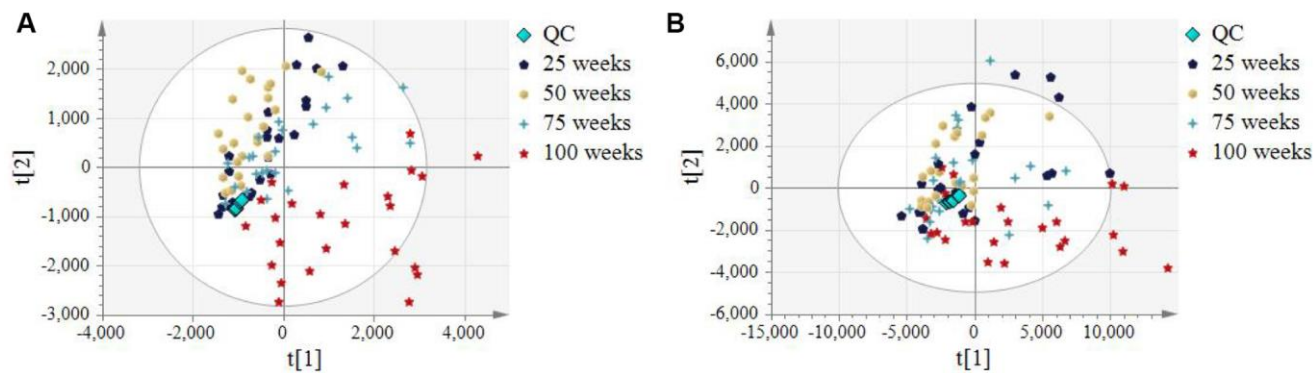 A
t[2]
2,000
1,000
0
-1,000
-2,000
-3,000
-4,000 -2,000 0 2,000 4,000
t[1]
QC
25 weeks
50 weeks
75 weeks
100 weeks
B
t[2]
6,000
4,000
2,000
0
-2,000
-4,000
-6,000
-15,000 -10,000 -5,000 0 5,000 10,000
t[1]
QC
25 weeks
50 weeks
75 weeks
100 weeks